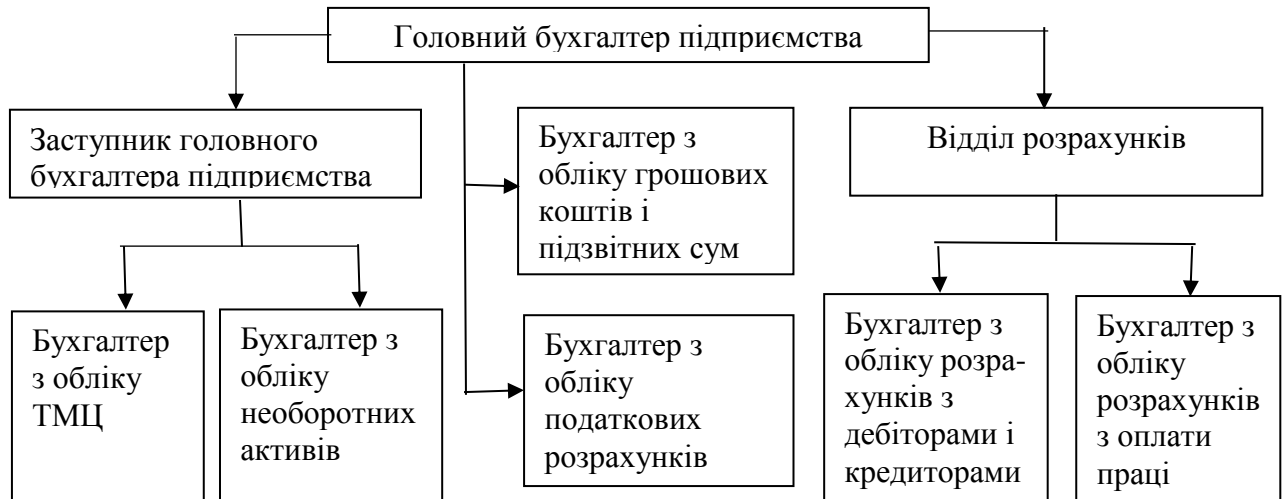 Головний бухгалтер підприємства
Заступник головного
бухгалтера підприємства
Бухгалтер з
обліку грошових
коштів і
підзвітних сум
Відділ розрахунків
Бухгалтер
з обліку
ТМЦ
Бухгалтер з
обліку
необоротних
активів
Бухгалтер з
обліку
податкових
розрахунків
Бухгалтер з
обліку розра-
хунків з
дебіторами і
кредиторами
Бухгалтер з
обліку
розрахунків
з оплати
праці